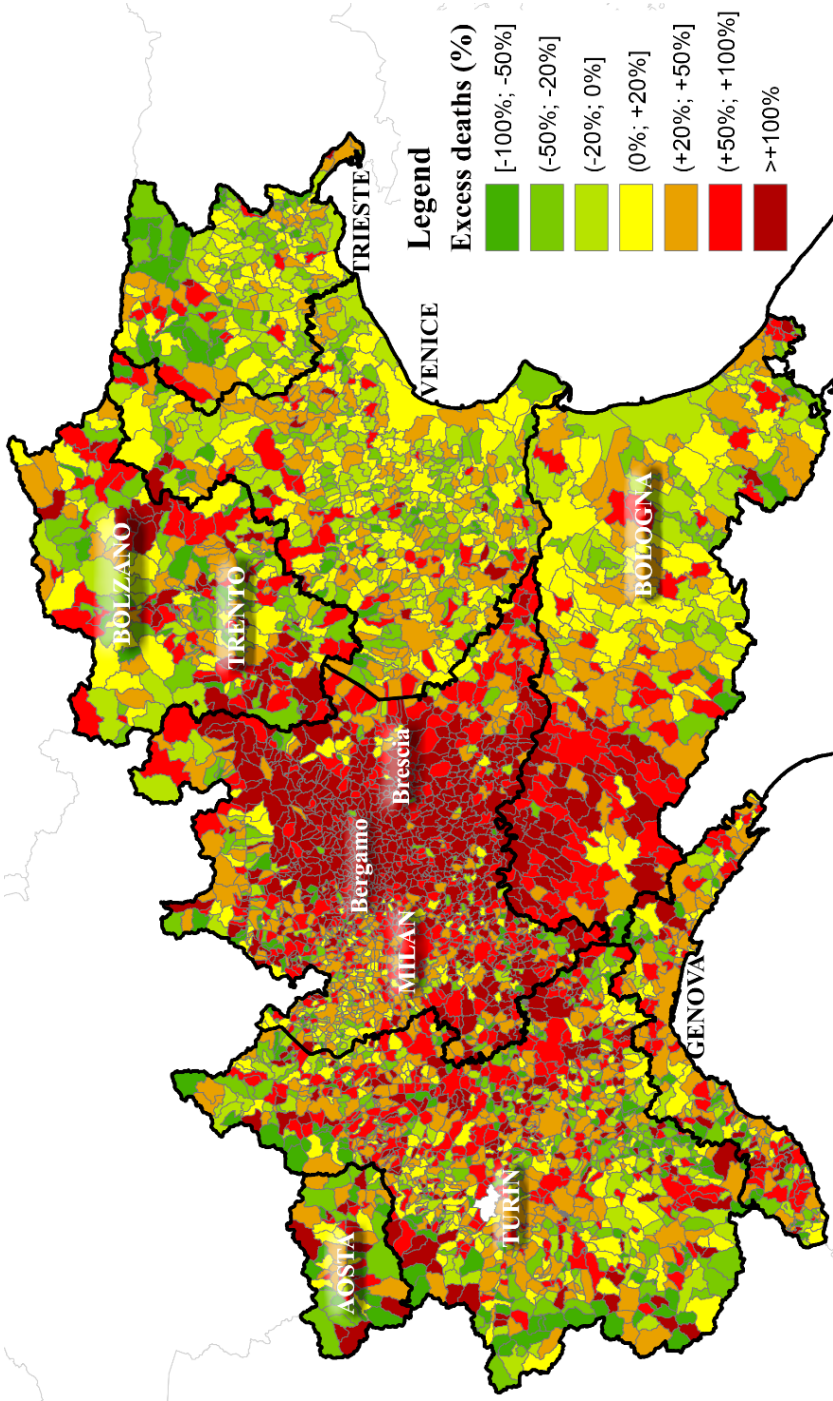 BOLZANO
TRENTO
AOSTA
Bergamo
Brescia
MILAN
TRIESTE
VENICE
TURIN
BOLOGNA
GENOVA
Legend
Excess deaths (%)
[-100%; -50%]
(-50%; -20%]
(-20%; 0%]
(0%; +20%]
(+20%; +50%]
(+50%; +100%]
>+100%